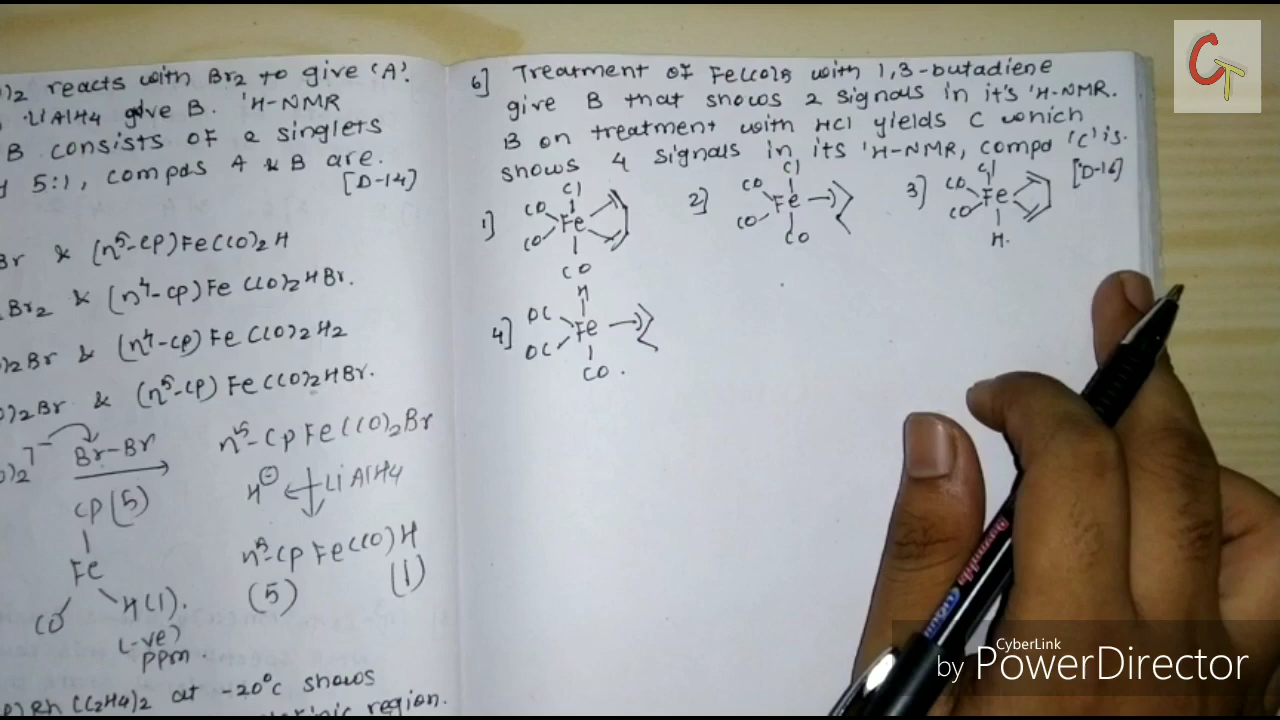 )2 reacts with Br2 to give 'A'.
LiAlH4 give B. 'H-NMR
B consists of 2 singlets
5:1, compds A & B are.
[D-14]
Br & (η5-Cp)Fe(CO)2H
Br2 & (η4-Cp)Fe(CO)2HBr.
)2Br & (η4-Cp)Fe(CO)2H2
)2Br & (η5-Cp)Fe(CO)2HBr.
)2]- Br-Br
η5-CpFe(CO)2Br
Cp(5)
H⊖ LiAlH4
Fe
η5-CpFe(CO)H
CO H(1).
(5) (1)
(-ve)
ppm
Rh(C2H4)2 at -20°C shows
region.
6] Treatment of Fe(CO)5 with 1,3-butadiene
give B that shows 2 signals in it's 'H-NMR.
B on treatment with HCl yields C which
shows 4 signals in its 'H-NMR, compd 'C' is.
[D-16]
1] Cl
CO Fe
CO
CO
2] Cl
CO Fe
CO
CO
3] Cl
CO Fe
CO
H.
4] H
OC Fe
OC
CO.
CT
CyberLink
by PowerDirector